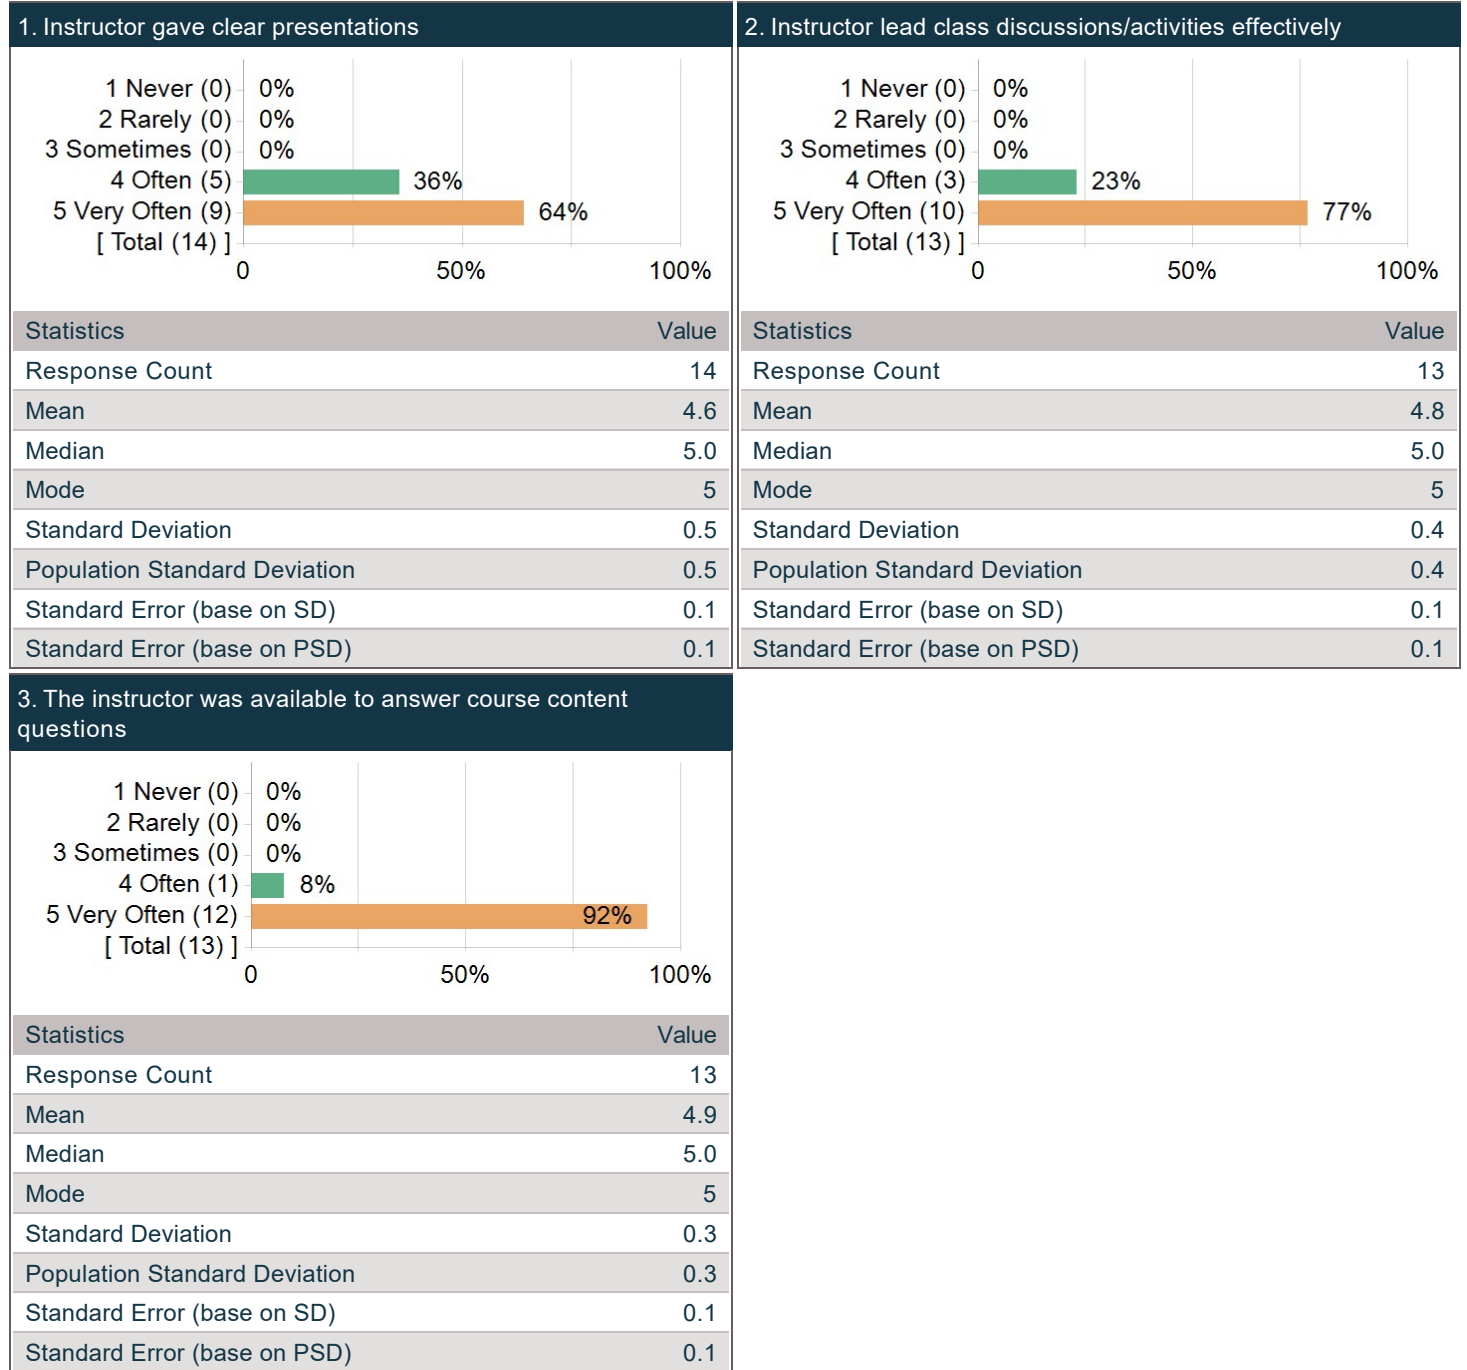 1. Instructor gave clear presentations
1 Never (0) 0%
2 Rarely (0) 0%
3 Sometimes (0) 0%
4 Often (5) 36%
5 Very Often (9) 64%
[ Total (14) ]
0 50% 100%
Statistics Value
Response Count 14
Mean 4.6
Median 5.0
Mode 5
Standard Deviation 0.5
Population Standard Deviation 0.5
Standard Error (base on SD) 0.1
Standard Error (base on PSD) 0.1
2. Instructor lead class discussions/activities effectively
1 Never (0) 0%
2 Rarely (0) 0%
3 Sometimes (0) 0%
4 Often (3) 23%
5 Very Often (10) 77%
[ Total (13) ]
0 50% 100%
Statistics Value
Response Count 13
Mean 4.8
Median 5.0
Mode 5
Standard Deviation 0.4
Population Standard Deviation 0.4
Standard Error (base on SD) 0.1
Standard Error (base on PSD) 0.1
3. The instructor was available to answer course content
questions
1 Never (0) 0%
2 Rarely (0) 0%
3 Sometimes (0) 0%
4 Often (1) 8%
5 Very Often (12) 92%
[ Total (13) ]
0 50% 100%
Statistics Value
Response Count 13
Mean 4.9
Median 5.0
Mode 5
Standard Deviation 0.3
Population Standard Deviation 0.3
Standard Error (base on SD) 0.1
Standard Error (base on PSD) 0.1